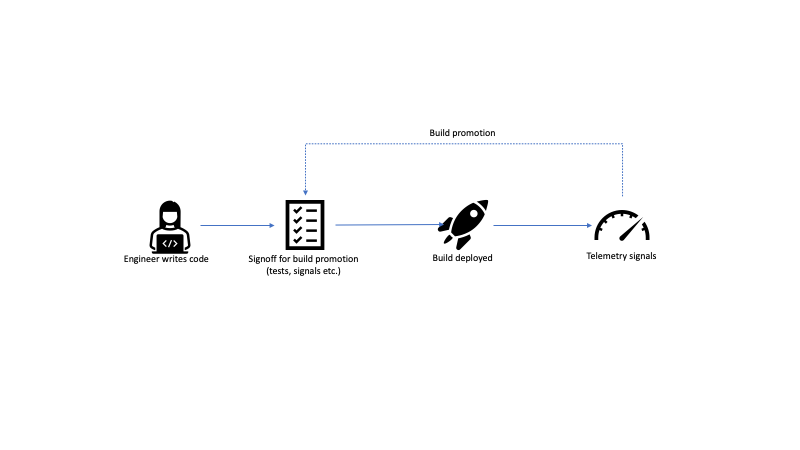 Build promotion
</>
Engineer writes code
Signoff for build promotion
(tests, signals etc.)
Build deployed
Telemetry signals